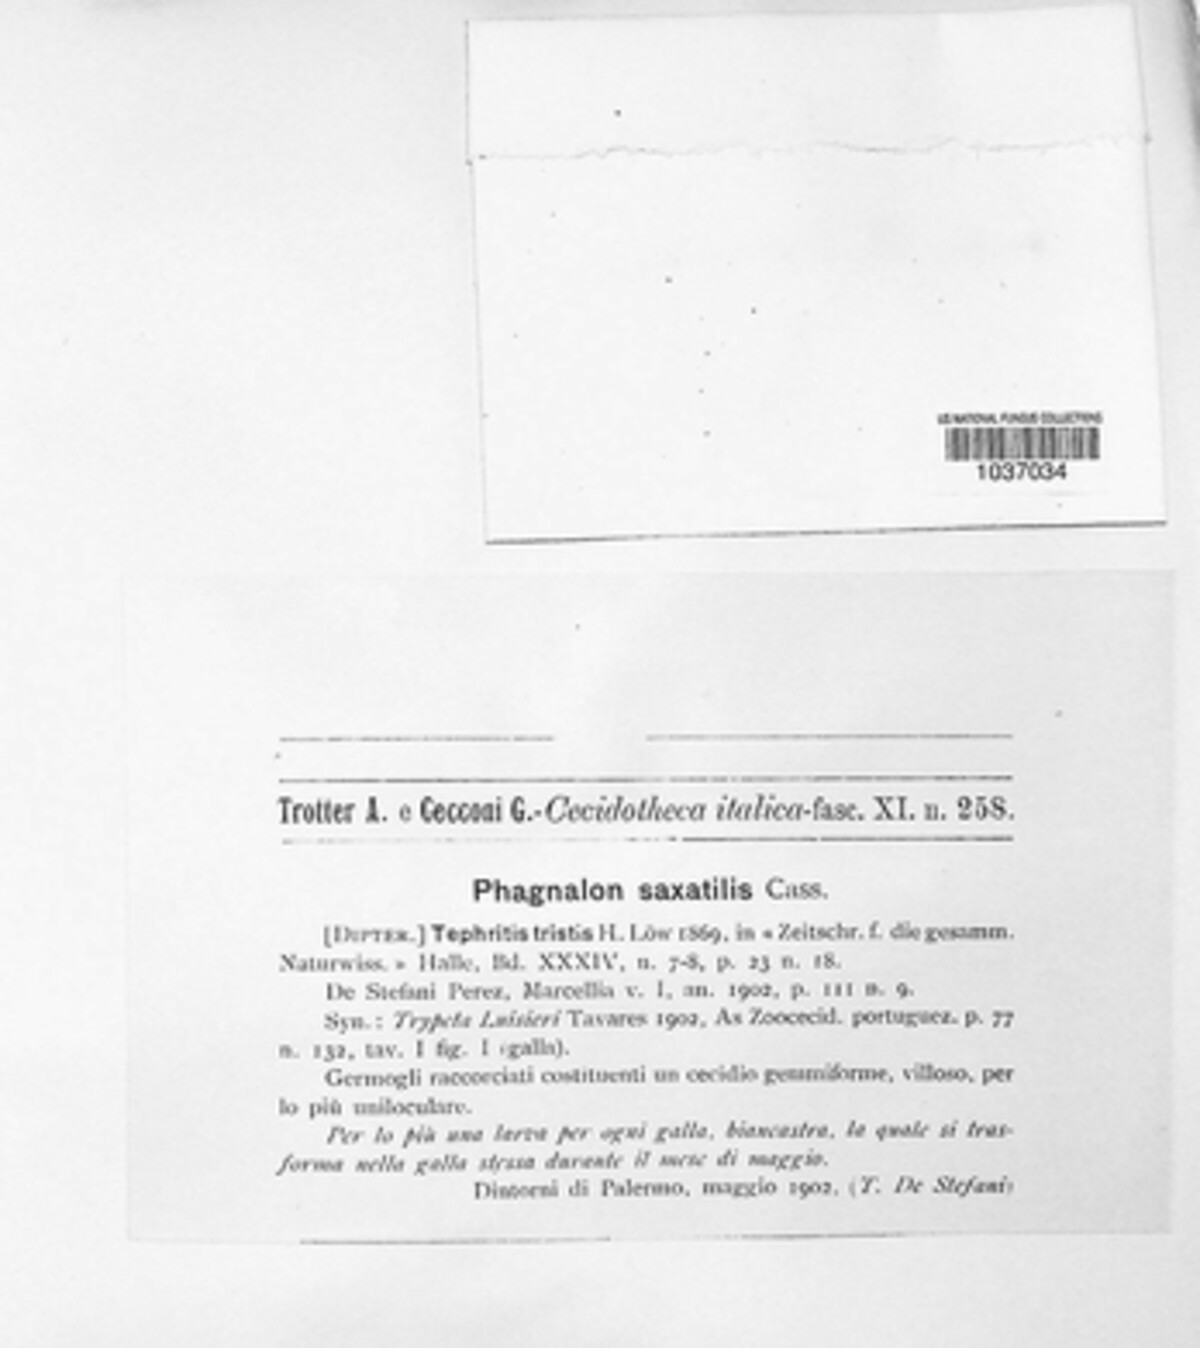 US NATIONAL FUNGUS COLLECTIONS
1037034
Trotter A. e Cecconi G.-Cecidotheca italica-fasc. XI. n. 258.
Phagnalon saxatilis Cass.
[DIPTER.] Tephritis tristis H. Löw 1869, in « Zeitschr. f. die gesamm.
Naturwiss. » Halle, Bd. XXXIV, n. 7-8, p. 23 n. 18.
De Stefani Perez, Marcellia v. I, an. 1902, p. 111 n. 9.
Syn.: Trypeta Luisieri Tavares 1902, As Zoocecid. portuguez. p. 77
n. 132, tav. I fig. 1 (galla).
Germogli raccorciati costituenti un cecidio gemmiforme, villoso, per
lo più uniloculare.
Per lo più una larva per ogni galla, biancastra, la quale si tras-
forma nella galla stessa durante il mese di maggio.
Dintorni di Palermo, maggio 1902, (T. De Stefani)